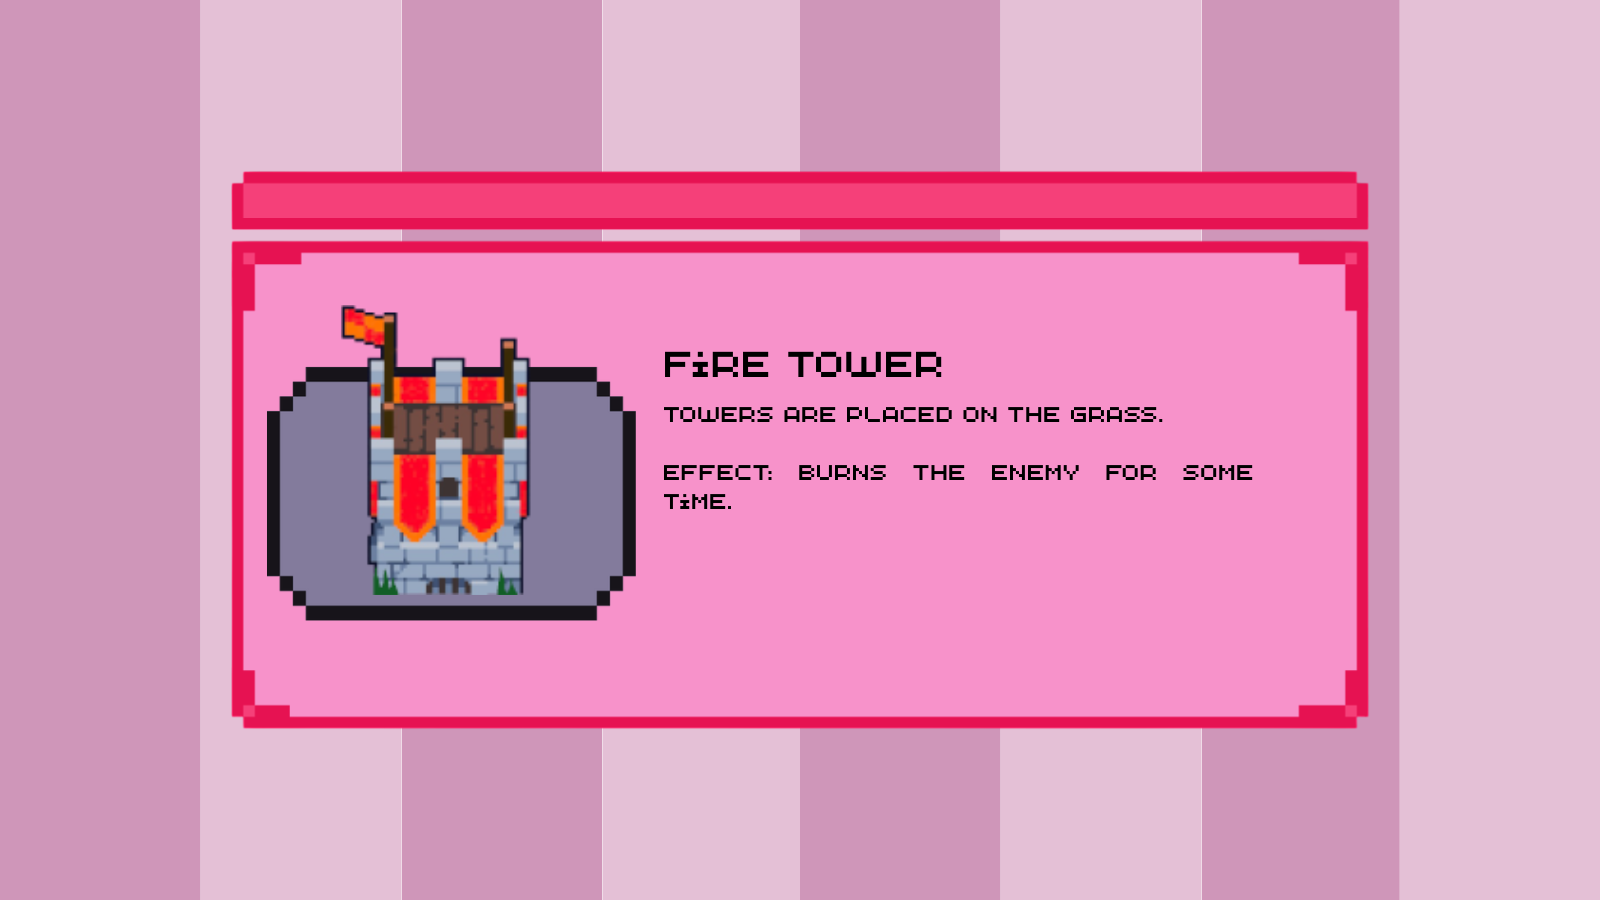 FiRE TOWER
TOWERS ARE PLACED ON THE GRASS.
EFFECT: BURNS THE ENEMY FOR SOME
TiME.